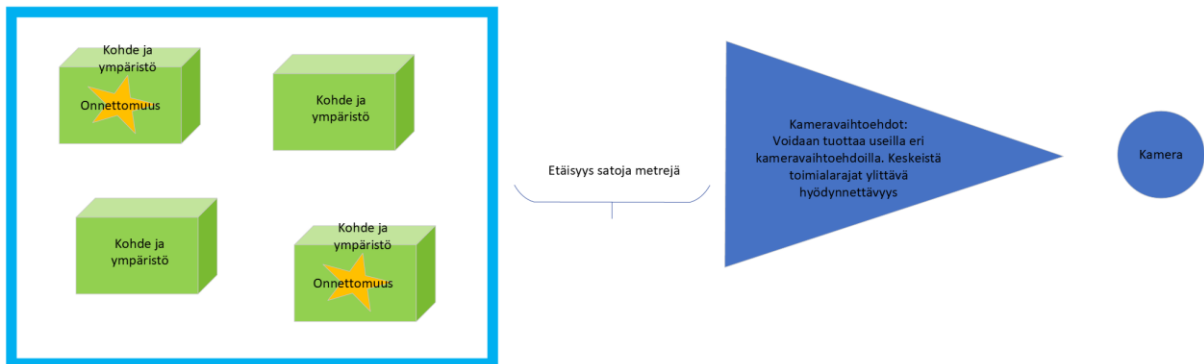 Kohde ja
ympäristö
Onnettomuus
Kohde ja
ympäristö
Kohde ja
ympäristö
Kohde ja
ympäristö
Onnettomuus
Etäisyys satoja metrejä
Kameravaihtoehdot:
Voidaan tuottaa useilla eri
kameravaihtoehdoilla. Keskeistä
toimialarajat ylittävä
hyödynnettävyys
Kamera